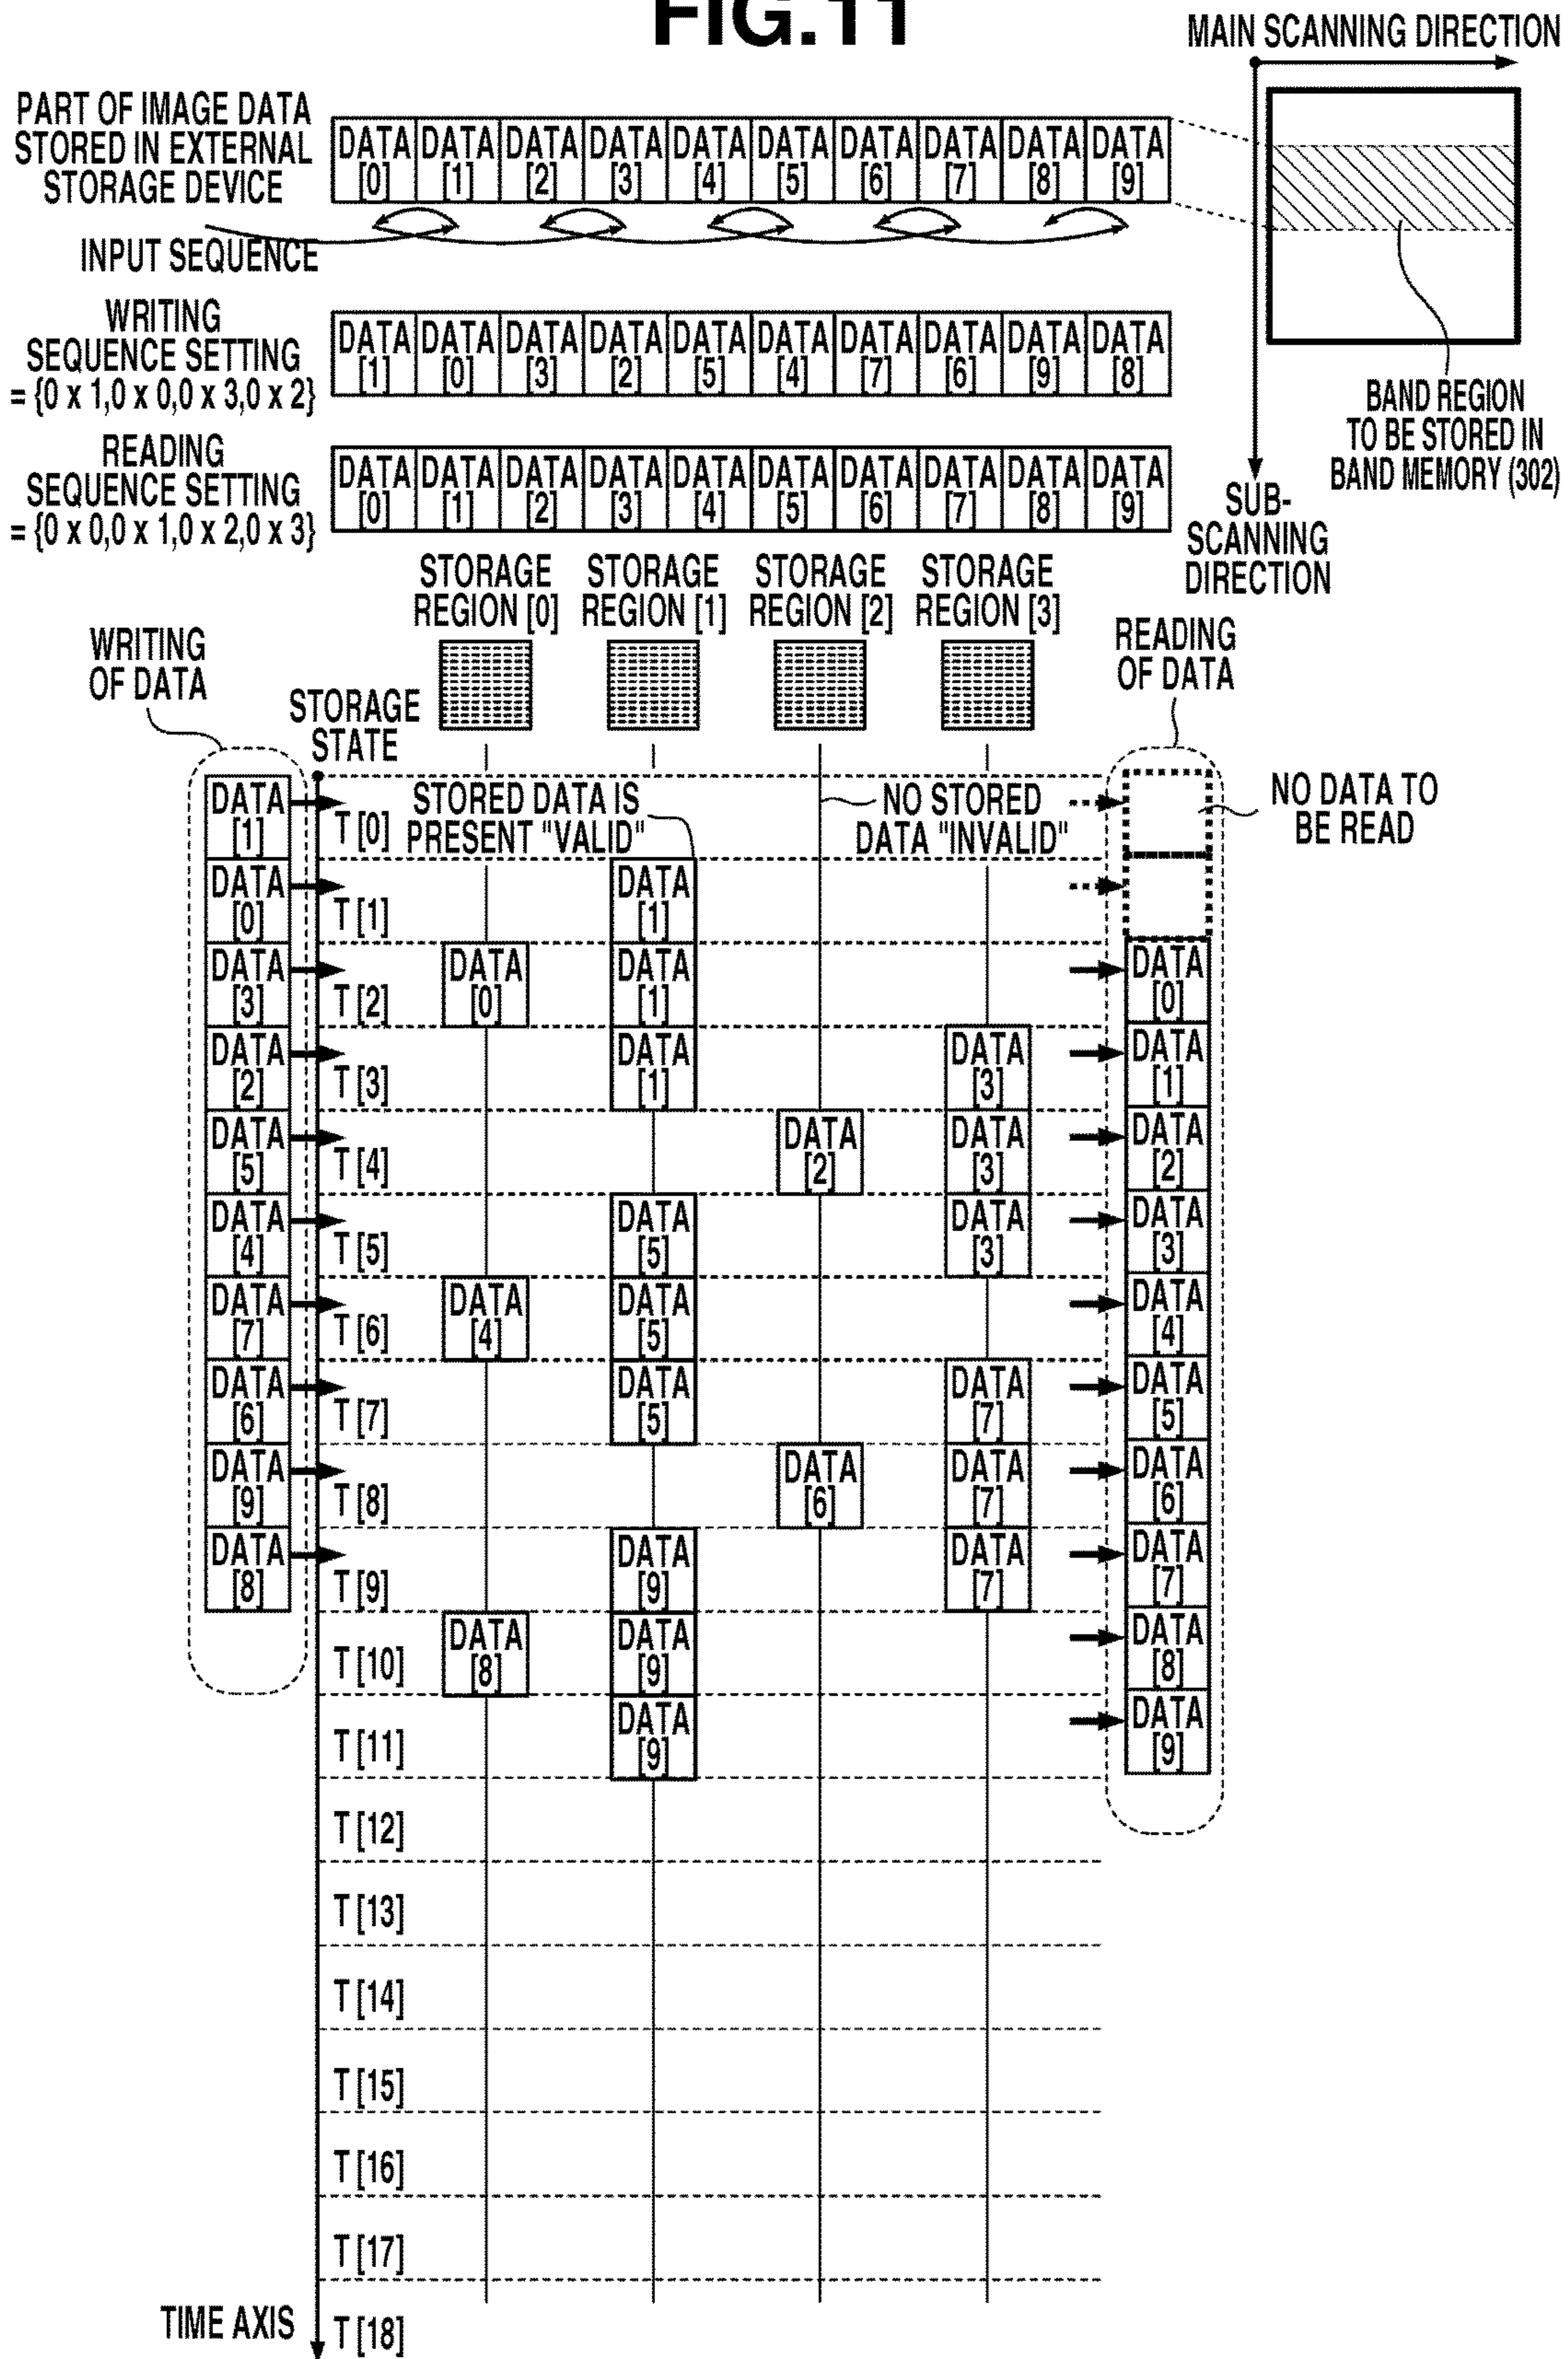 FIG.11
MAIN SCANNING DIRECTION
PART OF IMAGE DATA
STORED IN EXTERNAL
STORAGE DEVICE
DATA DATA DATA DATA DATA DATA DATA DATA DATA DATA
[0] [1] [2] [3] [4] [5] [6] [7] [8] [9]
INPUT SEQUENCE
WRITING
SEQUENCE SETTING
= {0 x 1,0 x 0,0 x 3,0 x 2}
DATA DATA DATA DATA DATA DATA DATA DATA DATA DATA
[1] [0] [3] [2] [5] [4] [7] [6] [9] [8]
BAND REGION
TO BE STORED IN
BAND MEMORY (302)
READING
SEQUENCE SETTING
= {0 x 0,0 x 1,0 x 2,0 x 3}
DATA DATA DATA DATA DATA DATA DATA DATA DATA DATA
[0] [1] [2] [3] [4] [5] [6] [7] [8] [9]
SUB-
SCANNING
DIRECTION
STORAGE
REGION [0]
STORAGE
REGION [1]
STORAGE
REGION [2]
STORAGE
REGION [3]
WRITING
OF DATA
READING
OF DATA
STORAGE
STATE
DATA
[1]
T [0]
STORED DATA IS
PRESENT "VALID"
NO STORED
DATA "INVALID"
NO DATA TO
BE READ
DATA DATA
[0] T [1] [1]
DATA DATA DATA DATA
[3] T [2] [0] [1] [0]
DATA DATA DATA DATA
[2] T [3] [1] [3] [1]
DATA DATA DATA DATA
[5] T [4] [2] [3] [2]
DATA DATA DATA DATA
[4] T [5] [5] [3] [3]
DATA DATA DATA DATA
[7] T [6] [4] [5] [4]
DATA DATA DATA DATA
[6] T [7] [5] [7] [5]
DATA DATA DATA DATA
[9] T [8] [6] [7] [6]
DATA DATA DATA DATA
[8] T [9] [9] [7] [7]
DATA DATA DATA
T [10] [8] [9] [8]
DATA DATA
T [11] [9] [9]
T [12]
T [13]
T [14]
T [15]
T [16]
T [17]
TIME AXIS T [18]